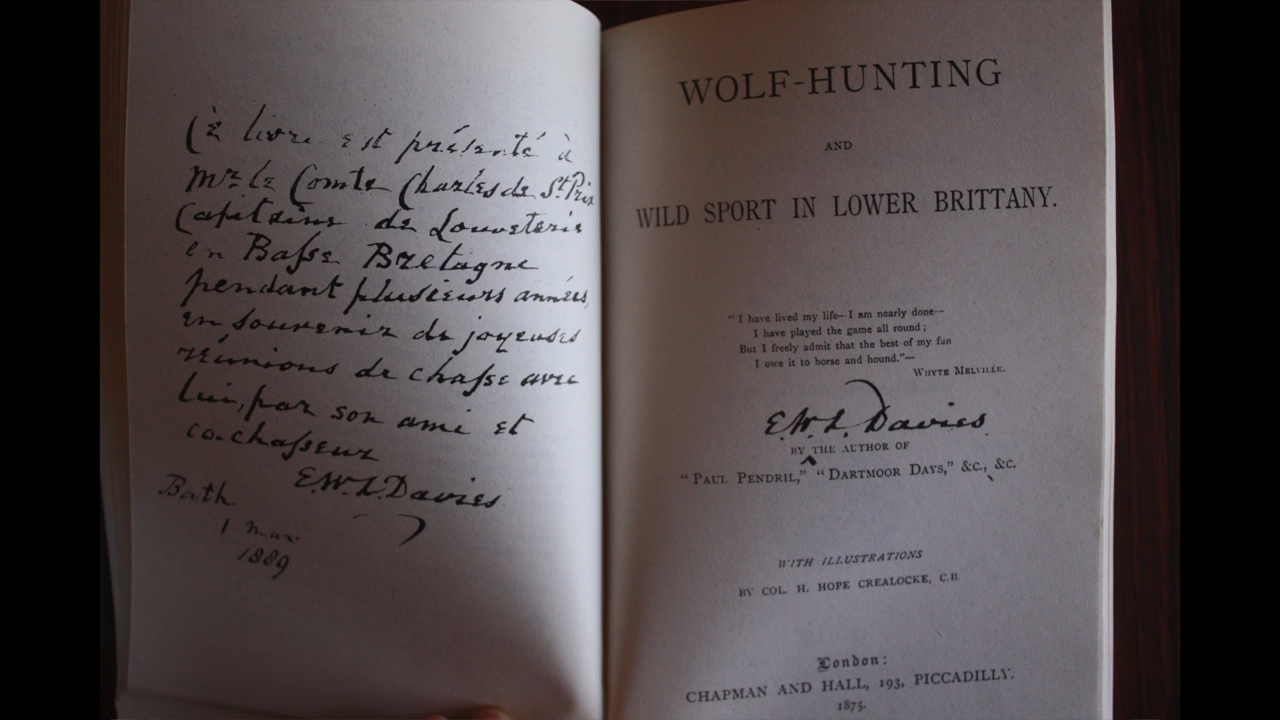 Cè livre est présenté à
Mr. le Comte Charles de St. Prix
Capitaine de Louveterie
en Basse Bretagne
pendant plusieurs années,
en souvenir de joyeuses
réunions de chasse avec
lui, par son ami et
co-chasseur
E.W.L. Davies
Bath
1 Mar.
1889
WOLF-HUNTING
AND
WILD SPORT IN LOWER BRITTANY.
"I have lived my life—I am nearly done—
I have played the game all round;
But I freely admit that the best of my fun
I owe it to horse and hound."—
WHYTE MELVILLE.
E.W.L. Davies
BY THE AUTHOR OF
"PAUL PENDRIL," "DARTMOOR DAYS," &c., &c.
WITH ILLUSTRATIONS
BY COL. H. HOPE CREALOCKE, C.B.
London:
CHAPMAN AND HALL, 193, PICCADILLY.
1875.